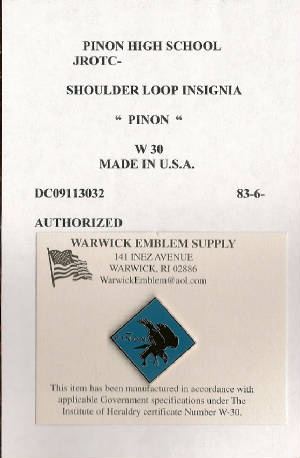 PINON HIGH SCHOOL
JROTC-
SHOULDER LOOP INSIGNIA
" PINON "
W 30
MADE IN U.S.A.
DC09113032 83-6-
AUTHORIZED
WARWICK EMBLEM SUPPLY
141 INEZ AVENUE
WARWICK, RI 02886
WarwickEmblem@aol.com
This item has been manufactured in accordance with
applicable Government specifications under The
Institute of Heraldry certificate Number W-30.